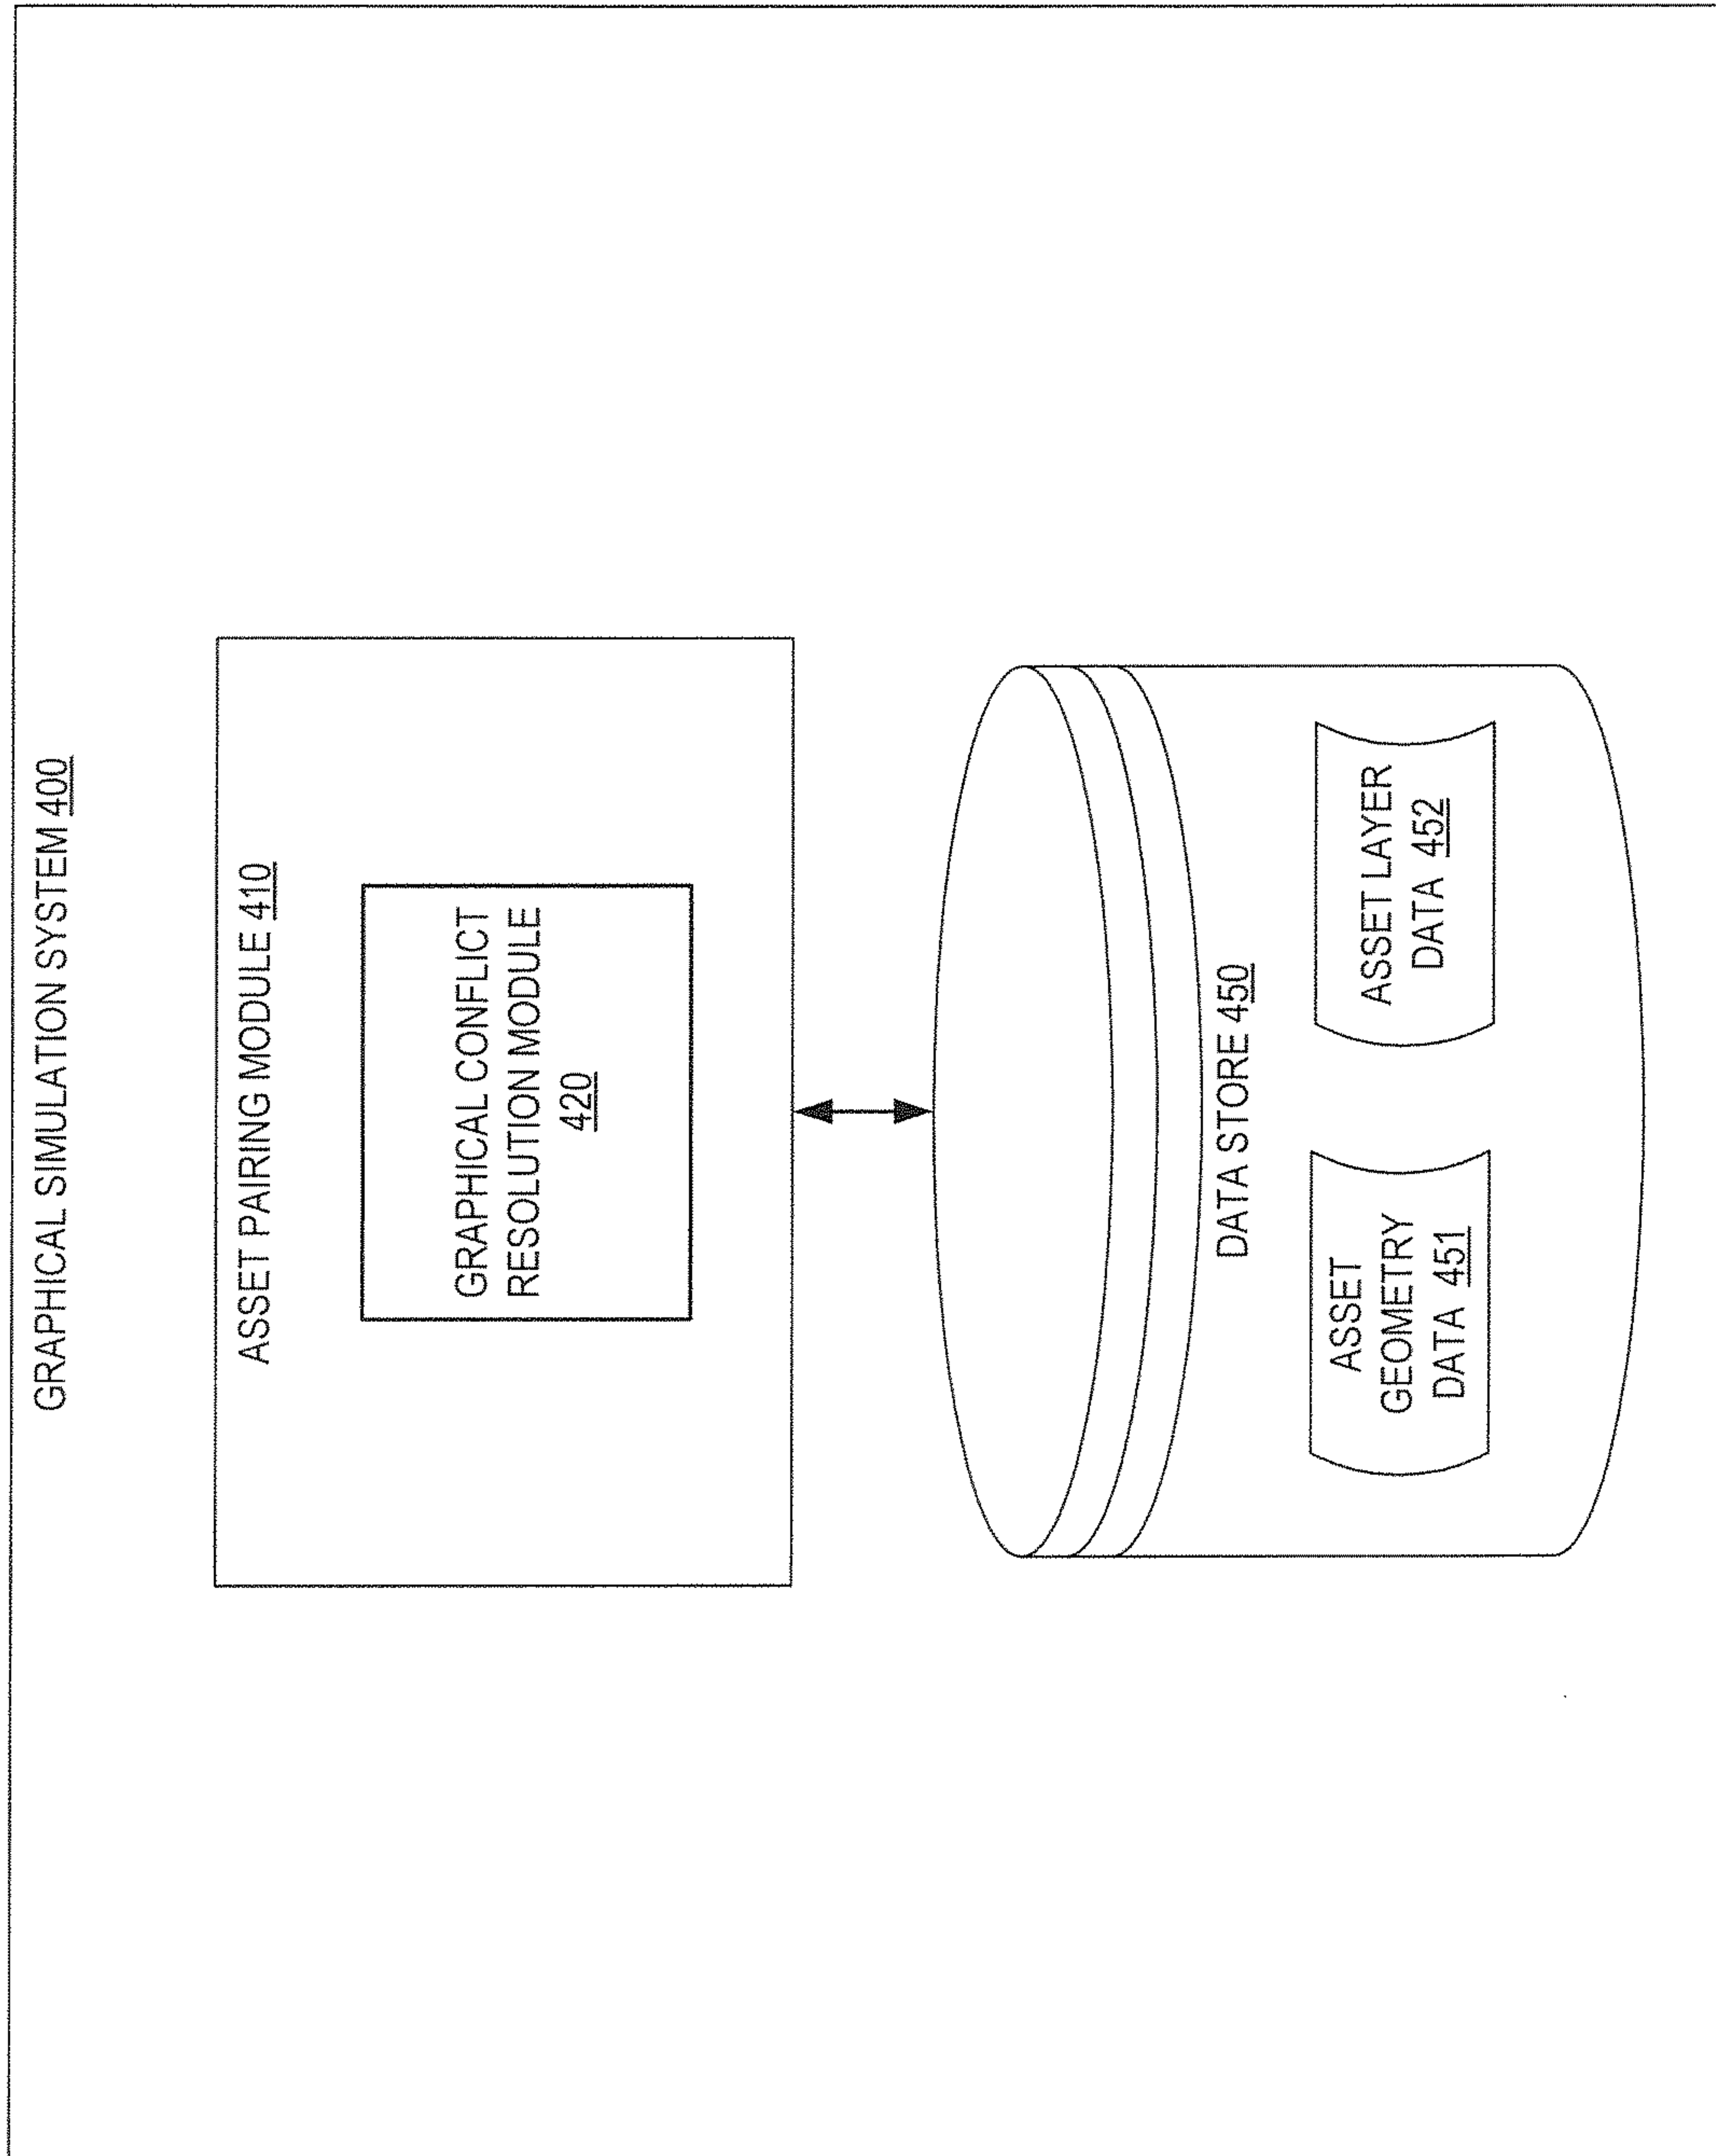 GRAPHICAL SIMULATION SYSTEM 400
ASSET PAIRING MODULE 410
GRAPHICAL CONFLICT
RESOLUTION MODULE
420
DATA STORE 450
ASSET
GEOMETRY
DATA 451
ASSET LAYER
DATA 452